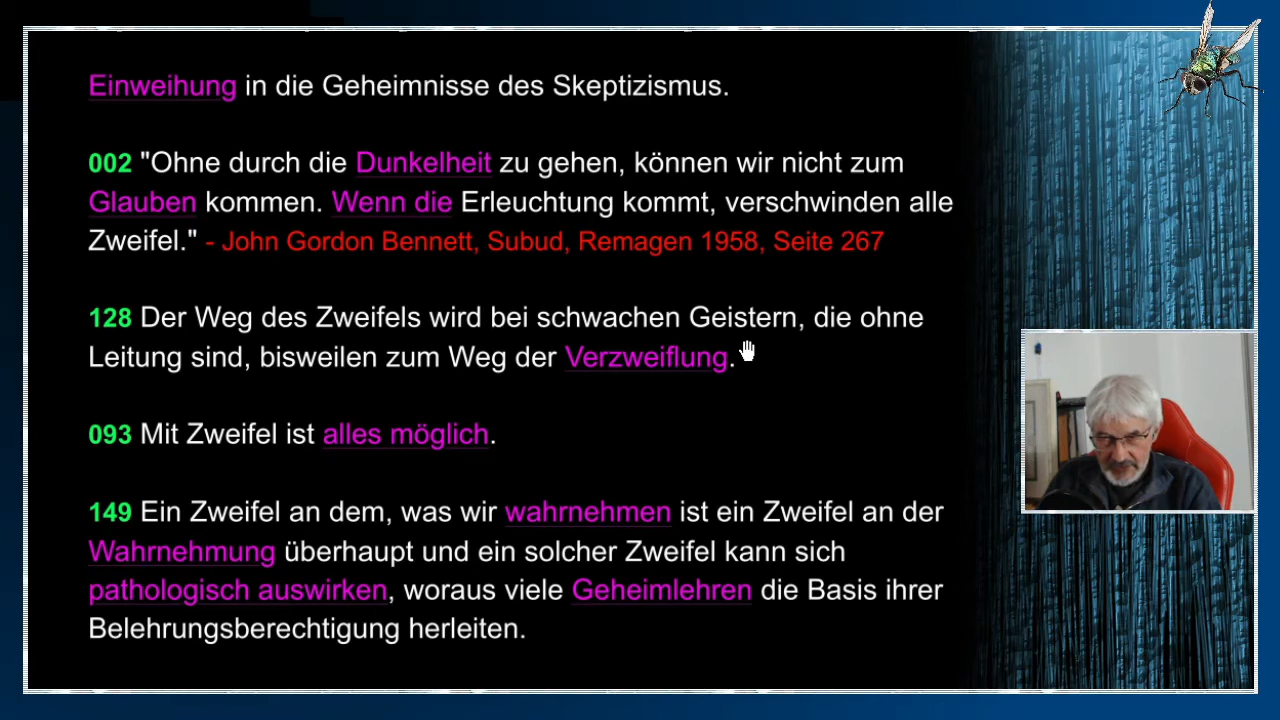 Einweihung in die Geheimnisse des Skeptizismus.
002 "Ohne durch die Dunkelheit zu gehen, können wir nicht zum
Glauben kommen. Wenn die Erleuchtung kommt, verschwinden alle
Zweifel." - John Gordon Bennett, Subud, Remagen 1958, Seite 267
128 Der Weg des Zweifels wird bei schwachen Geistern, die ohne
Leitung sind, bisweilen zum Weg der Verzweiflung.
093 Mit Zweifel ist alles möglich.
149 Ein Zweifel an dem, was wir wahrnehmen ist ein Zweifel an der
Wahrnehmung überhaupt und ein solcher Zweifel kann sich
pathologisch auswirken, woraus viele Geheimlehren die Basis ihrer
Belehrungsberechtigung herleiten.